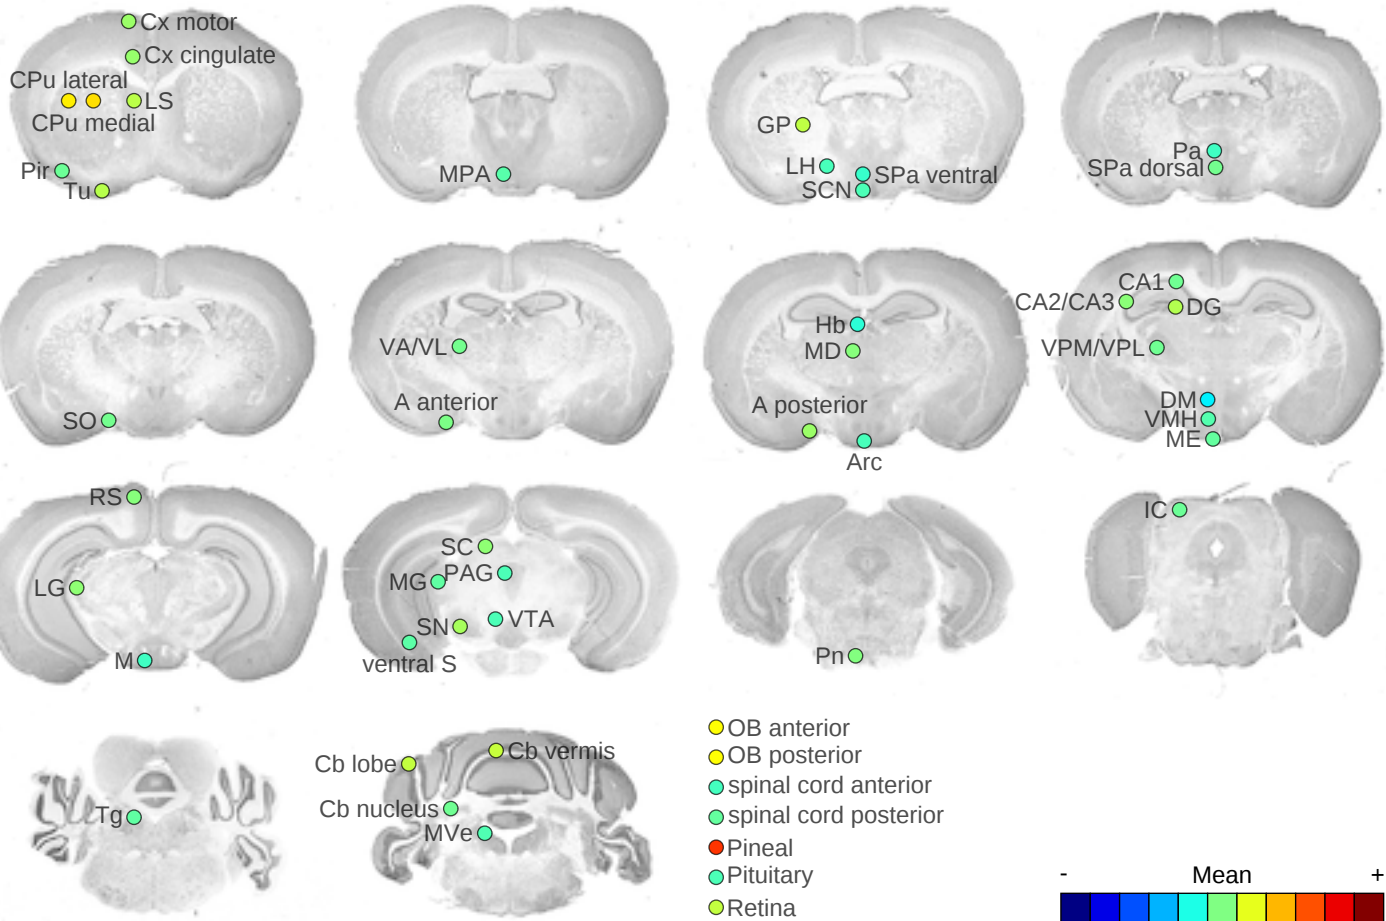 Cx motor
Cx cingulate
CPu lateral
LS
CPu medial
Pir
Tu
MPA
GP
LH
SPa ventral
SCN
Pa
SPa dorsal
SO
VA/VL
A anterior
Hb
MD
A posterior
Arc
CA1
CA2/CA3
DG
VPM/VPL
DM
VMH
ME
RS
LG
M
SC
MG
PAG
SN
VTA
ventral S
Pn
IC
Tg
Cb lobe
Cb vermis
Cb nucleus
MVe
OB anterior
OB posterior
spinal cord anterior
spinal cord posterior
Pineal
Pituitary
Retina
- Mean +